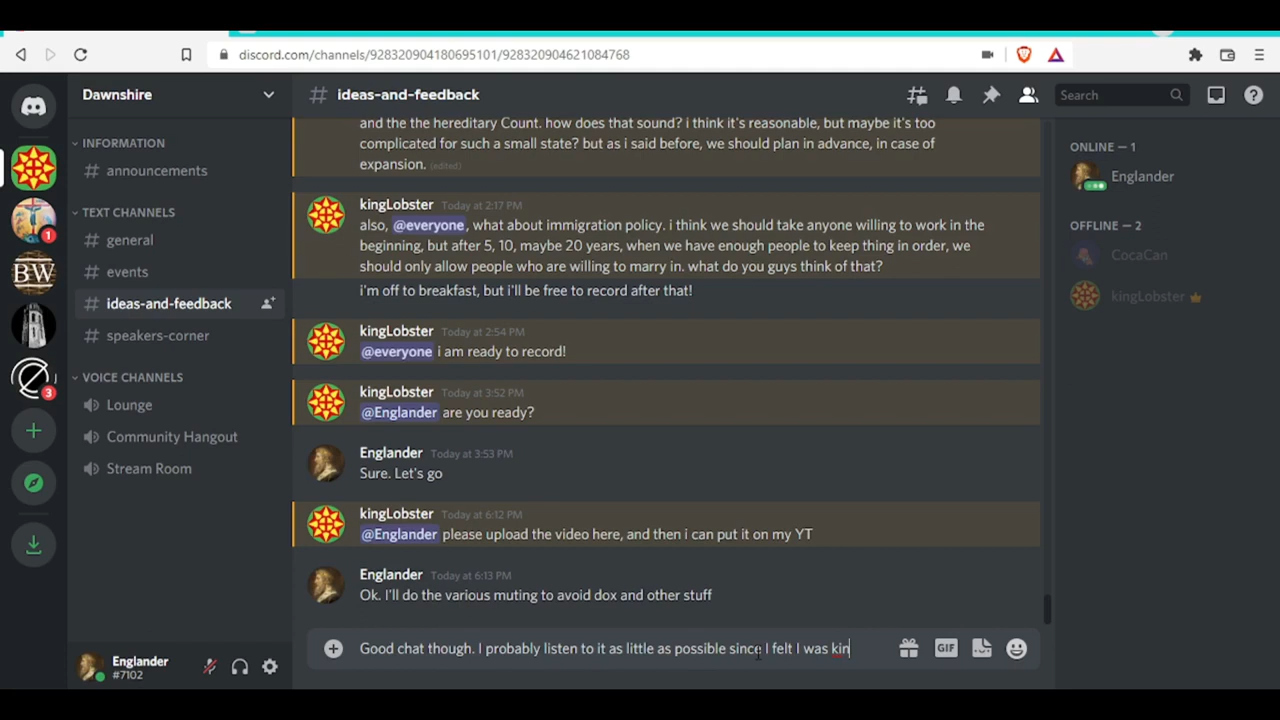 discord.com/channels/928320904180695101/928320904621084768
Dawnshire
# ideas-and-feedback
Search
INFORMATION
# announcements
TEXT CHANNELS
# general
# events
# ideas-and-feedback
# speakers-corner
VOICE CHANNELS
Lounge
Community Hangout
Stream Room
BW
1
3
Englander
#7102
and the the hereditary Count. how does that sound? i think it's reasonable, but maybe it's too
complicated for such a small state? but as i said before, we should plan in advance, in case of
expansion. (edited)
kingLobster Today at 2:17 PM
also, @everyone, what about immigration policy. i think we should take anyone willing to work in the
beginning, but after 5, 10, maybe 20 years, when we have enough people to keep thing in order, we
should only allow people who are willing to marry in. what do you guys think of that?
i'm off to breakfast, but i'll be free to record after that!
kingLobster Today at 2:54 PM
@everyone i am ready to record!
kingLobster Today at 3:52 PM
@Englander are you ready?
Englander Today at 3:53 PM
Sure. Let's go
kingLobster Today at 6:12 PM
@Englander please upload the video here, and then i can put it on my YT
Englander Today at 6:13 PM
Ok. I'll do the various muting to avoid dox and other stuff
Good chat though. I probably listen to it as little as possible since I felt I was kin
GIF
ONLINE — 1
Englander
OFFLINE — 2
CocaCan
kingLobster